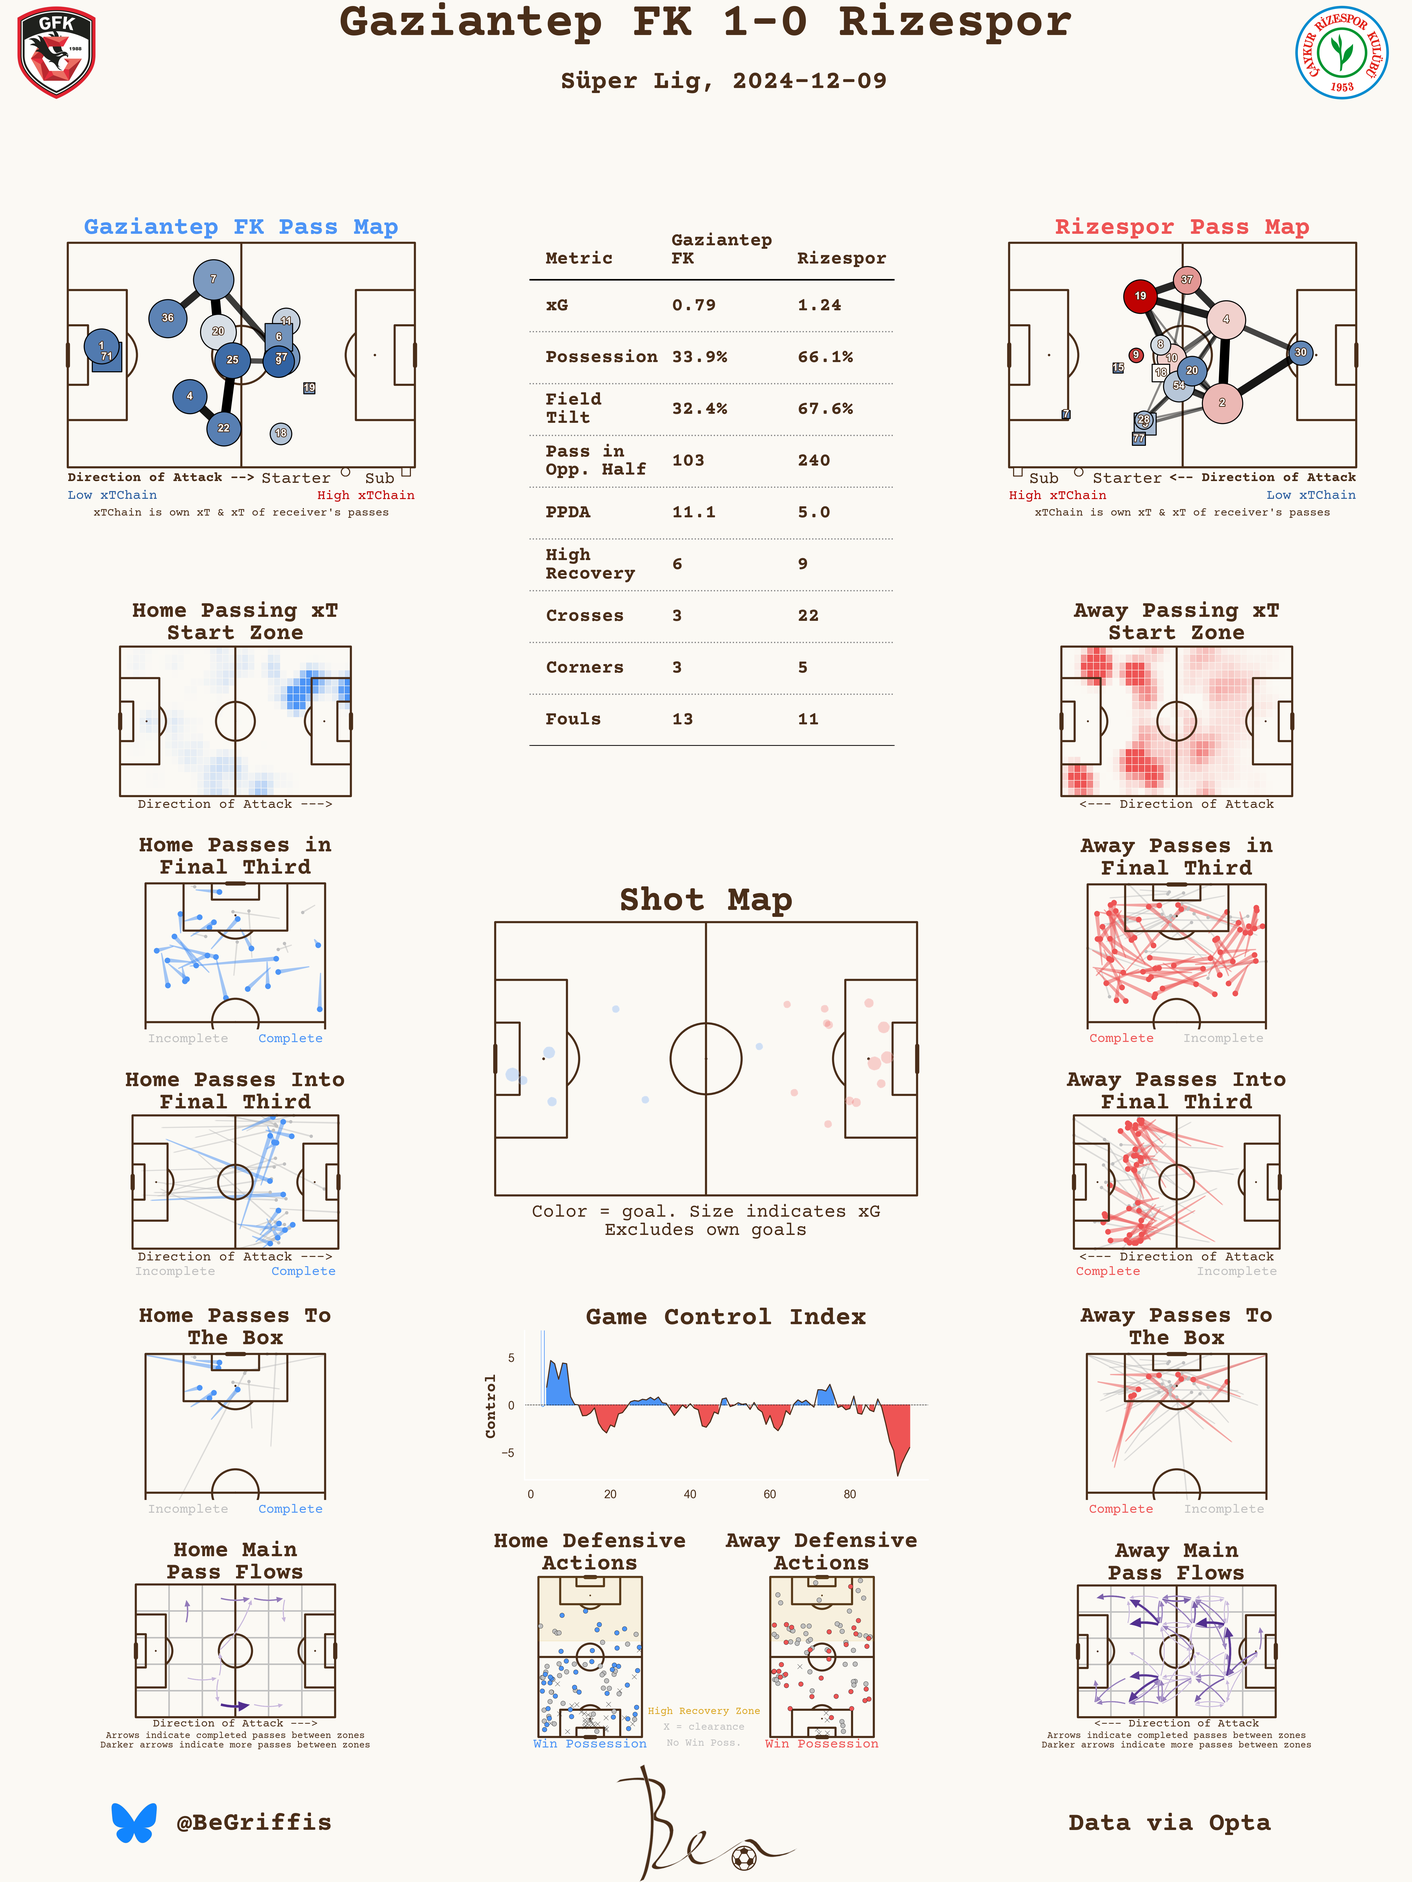 Gaziantep FK 1-0 Rizespor
Süper Lig, 2024-12-09
GFK
1988
ÇAYKUR RİZESPOR KULÜBÜ
1953
Gaziantep FK Pass Map
7
36
11
20
6
1
71
25
77
9
19
4
22
18
Direction of Attack --> Starter Sub
Low xTChain High xTChain
xTChain is own xT & xT of receiver's passes
Metric Gaziantep FK Rizespor
xG 0.79 1.24
Possession 33.9% 66.1%
Field Tilt 32.4% 67.6%
Pass in Opp. Half 103 240
PPDA 11.1 5.0
High Recovery 6 9
Crosses 3 22
Corners 3 5
Fouls 13 11
Rizespor Pass Map
37
19
4
8
9
10
30
15
18
20
54
2
7
28
77
Sub Starter <-- Direction of Attack
High xTChain Low xTChain
xTChain is own xT & xT of receiver's passes
Home Passing xT
Start Zone
Direction of Attack --->
Away Passing xT
Start Zone
<--- Direction of Attack
Home Passes in
Final Third
Incomplete Complete
Shot Map
Color = goal. Size indicates xG
Excludes own goals
Away Passes in
Final Third
Complete Incomplete
Home Passes Into
Final Third
Direction of Attack --->
Incomplete Complete
Away Passes Into
Final Third
<--- Direction of Attack
Complete Incomplete
Home Passes To
The Box
Incomplete Complete
Game Control Index
Control
5
0
−5
0 20 40 60 80
Away Passes To
The Box
Complete Incomplete
Home Main
Pass Flows
Direction of Attack --->
Arrows indicate completed passes between zones
Darker arrows indicate more passes between zones
Home Defensive
Actions
Win Possession
High Recovery Zone
X = clearance
No Win Poss.
Away Defensive
Actions
Win Possession
Away Main
Pass Flows
<--- Direction of Attack
Arrows indicate completed passes between zones
Darker arrows indicate more passes between zones
@BeGriffis
Ben
Data via Opta